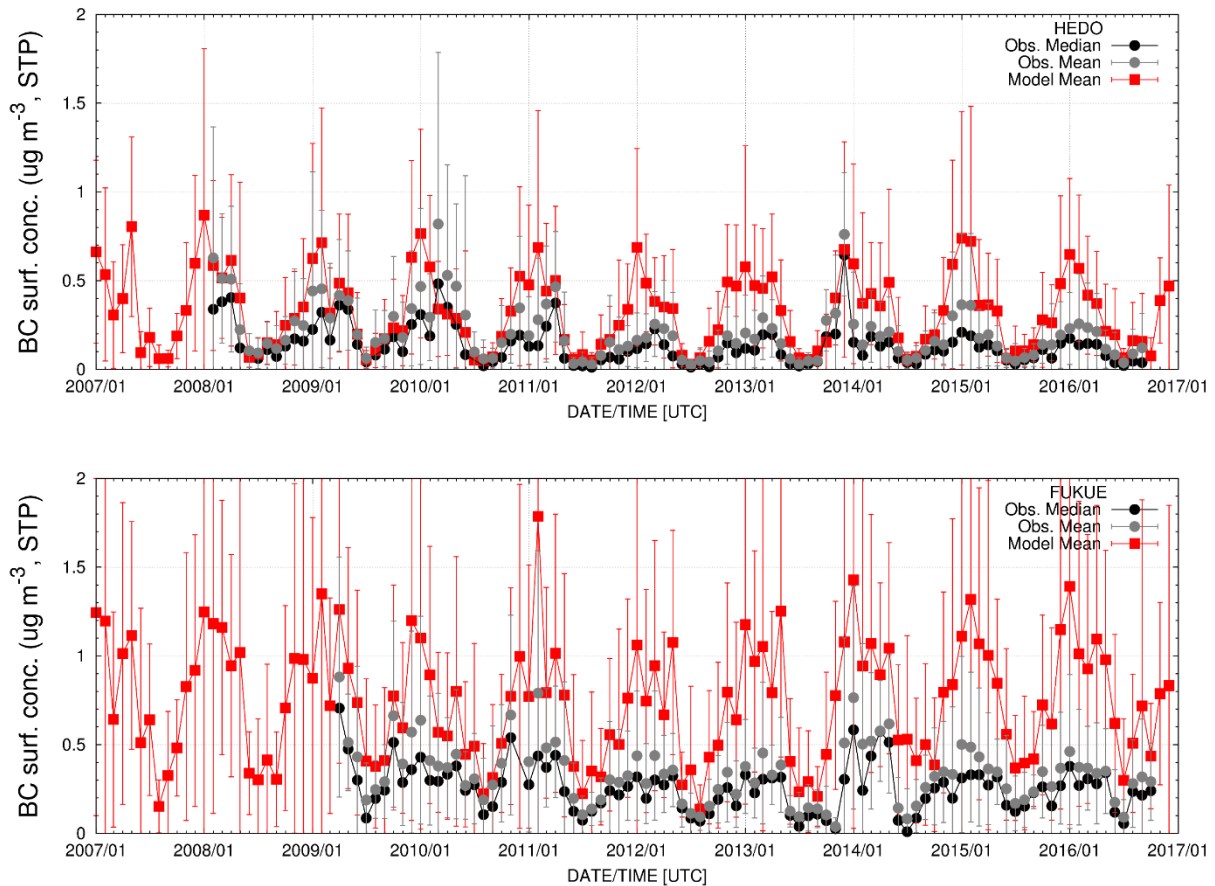 HEDO
Obs. Median
Obs. Mean
Model Mean
BC surf. conc. (ug m⁻³, STP)
2
1.5
1
0.5
0
2007/01 2008/01 2009/01 2010/01 2011/01 2012/01 2013/01 2014/01 2015/01 2016/01 2017/01
DATE/TIME [UTC]
FUKUE
Obs. Median
Obs. Mean
Model Mean
BC surf. conc. (ug m⁻³, STP)
2
1.5
1
0.5
0
2007/01 2008/01 2009/01 2010/01 2011/01 2012/01 2013/01 2014/01 2015/01 2016/01 2017/01
DATE/TIME [UTC]